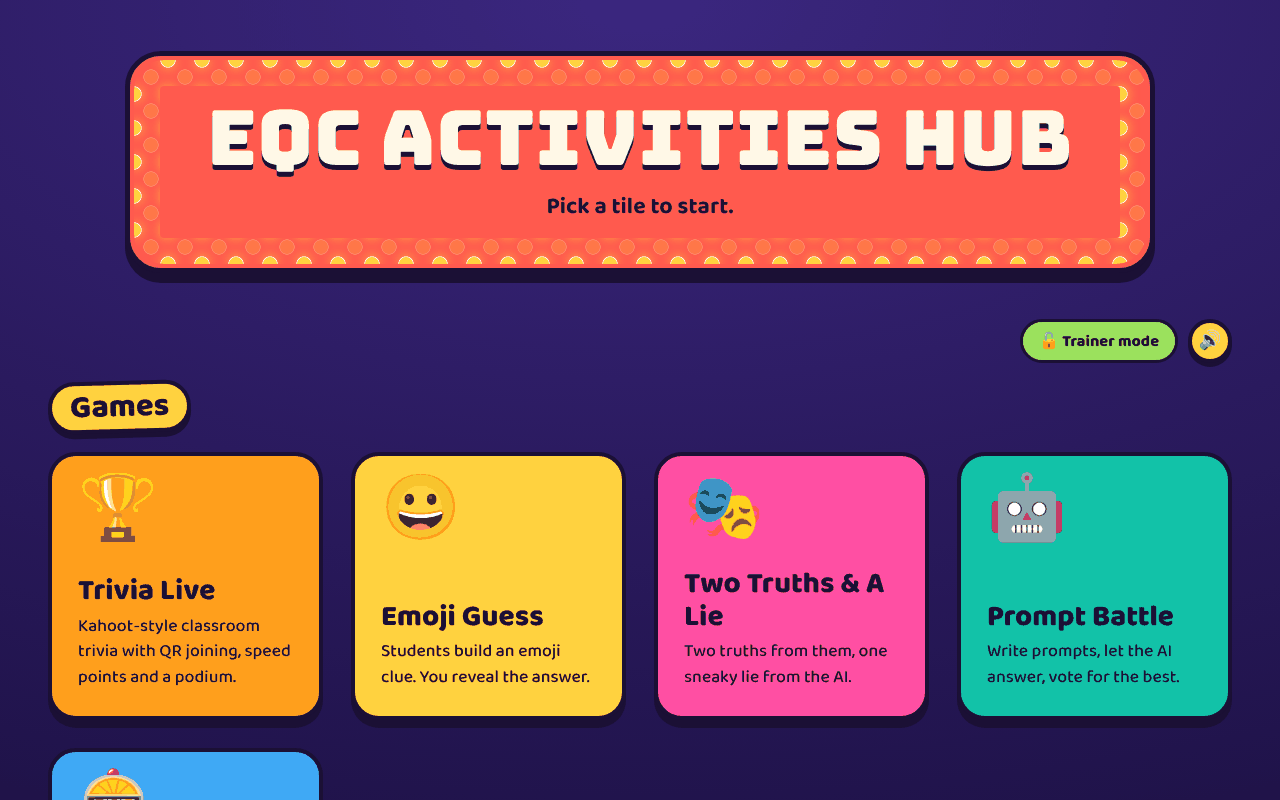 EQC ACTIVITIES HUB
Pick a tile to start.
Trainer mode
Games
Trivia Live
Kahoot-style classroom
trivia with QR joining, speed
points and a podium.
Emoji Guess
Students build an emoji
clue. You reveal the answer.
Two Truths & A
Lie
Two truths from them, one
sneaky lie from the AI.
Prompt Battle
Write prompts, let the AI
answer, vote for the best.